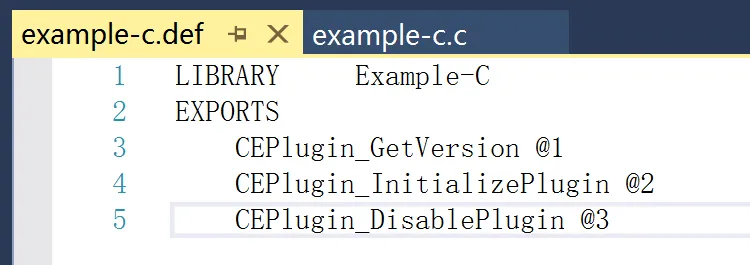 example-c.def example-c.c
1 LIBRARY Example-C
2 EXPORTS
3 CEPlugin_GetVersion @1
4 CEPlugin_InitializePlugin @2
5 CEPlugin_DisablePlugin @3